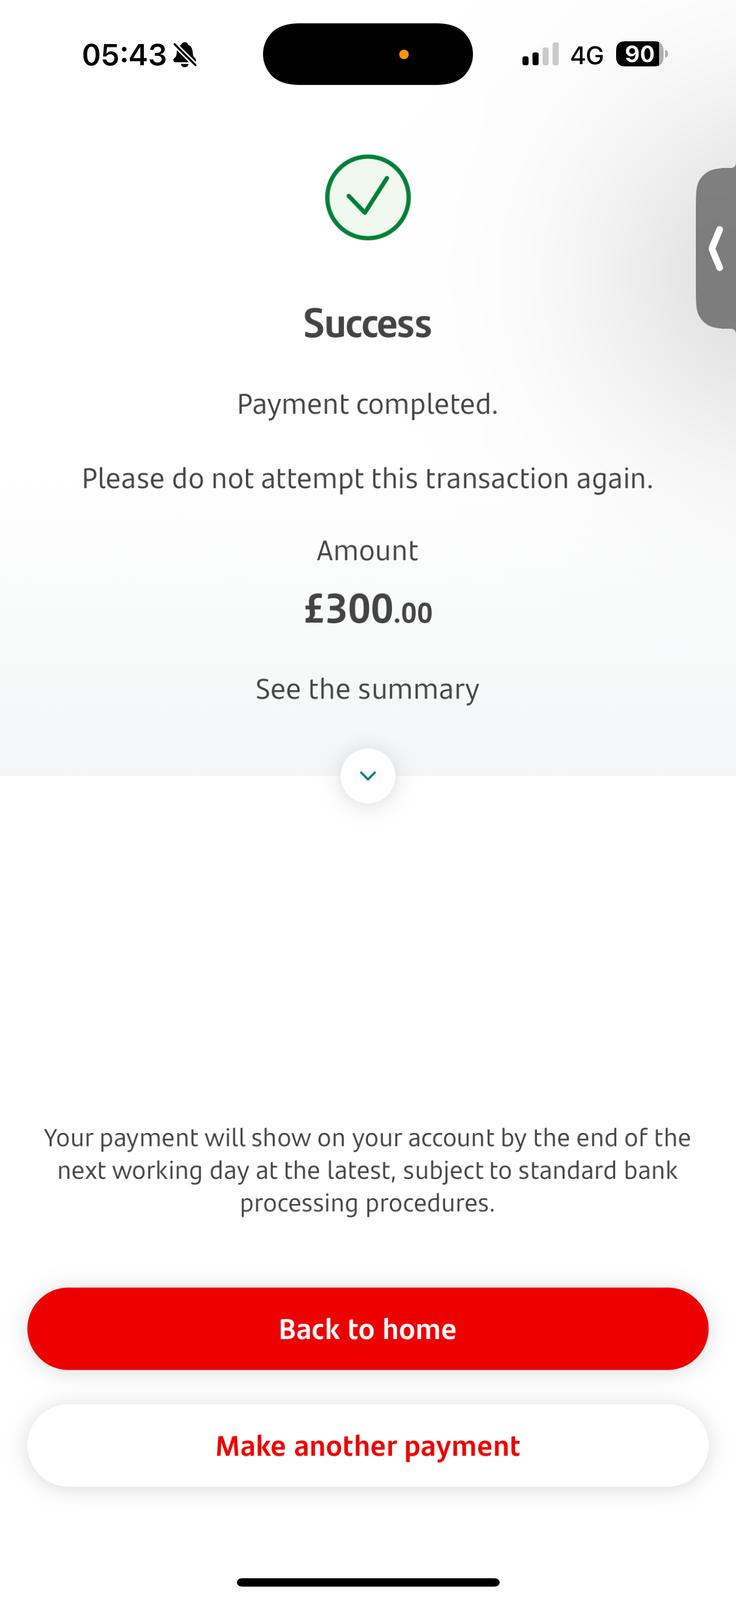 05:43
4G
90
Success
Payment completed.
Please do not attempt this transaction again.
Amount
£300.00
See the summary
Your payment will show on your account by the end of the
next working day at the latest, subject to standard bank
processing procedures.
Back to home
Make another payment